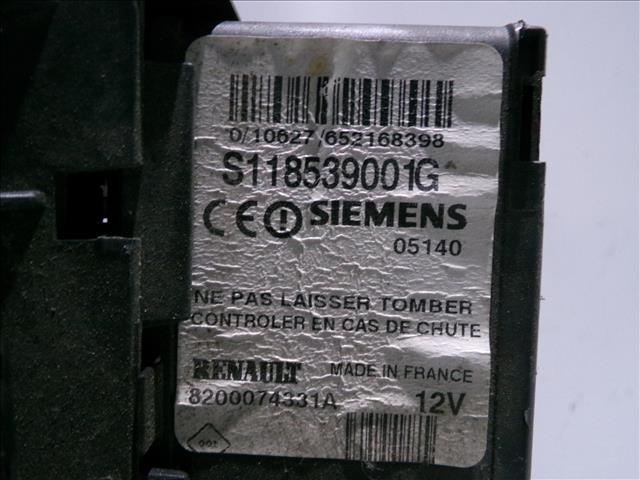 0/10627/652168398
S118539001G
CE SIEMENS
05140
NE PAS LAISSER TOMBER
CONTROLER EN CAS DE CHUTE
RENAULT MADE IN FRANCE
8200074331A 12V
001